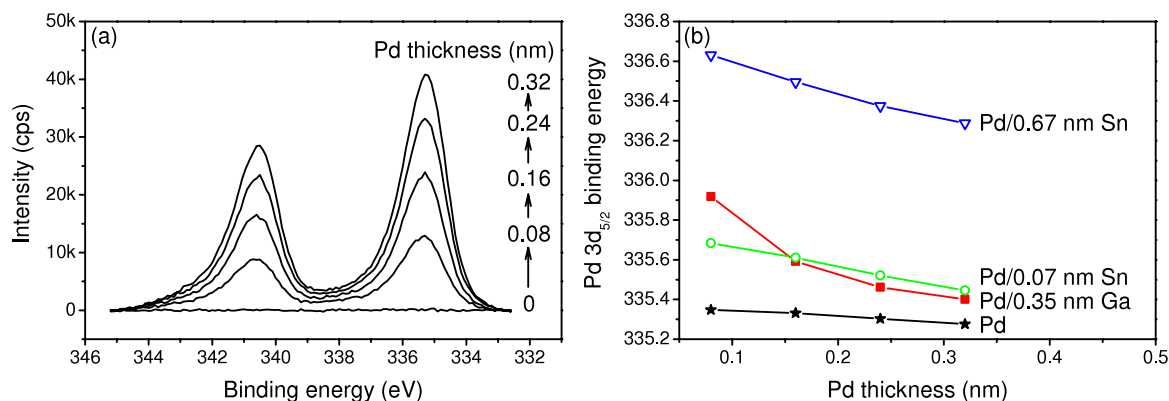 (a)
Pd thickness (nm)
0.32
0.24
0.16
0.08
0
50k
40k
30k
20k
10k
0
Intensity (cps)
346 344 342 340 338 336 334 332
Binding energy (eV)
(b)
336.8
336.6
336.4
336.2
336.0
335.8
335.6
335.4
335.2
Pd 3d5/2 binding energy
Pd/0.67 nm Sn
Pd/0.07 nm Sn
Pd/0.35 nm Ga
Pd
0.1 0.2 0.3 0.4 0.5
Pd thickness (nm)